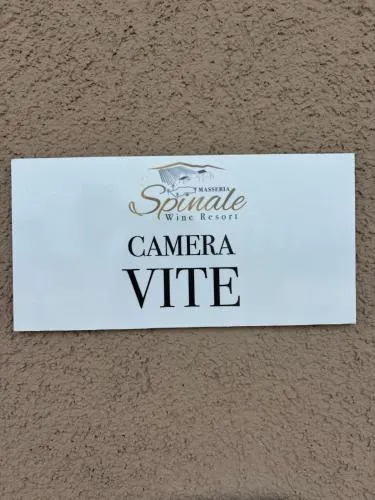 MASSERIA
Spinale
Wine Resort
CAMERA
VITE